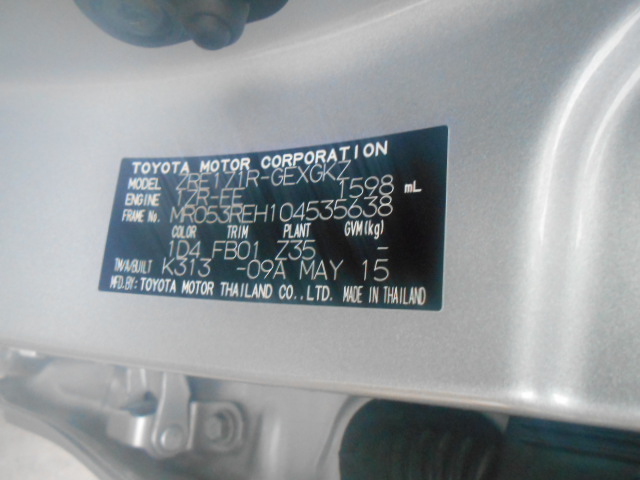 TOYOTA MOTOR CORPORATION
MODEL ZRE171R-GEXGKZ
ENGINE 1ZR-FE 1598 mL
FRAME No. MR053REH104535638
COLOR TRIM PLANT GVM(kg)
1D4 FB01 Z35 -
TM/A/BUILT K313 -09A MAY 15
MFD.BY: TOYOTA MOTOR THAILAND CO.,LTD. MADE IN THAILAND